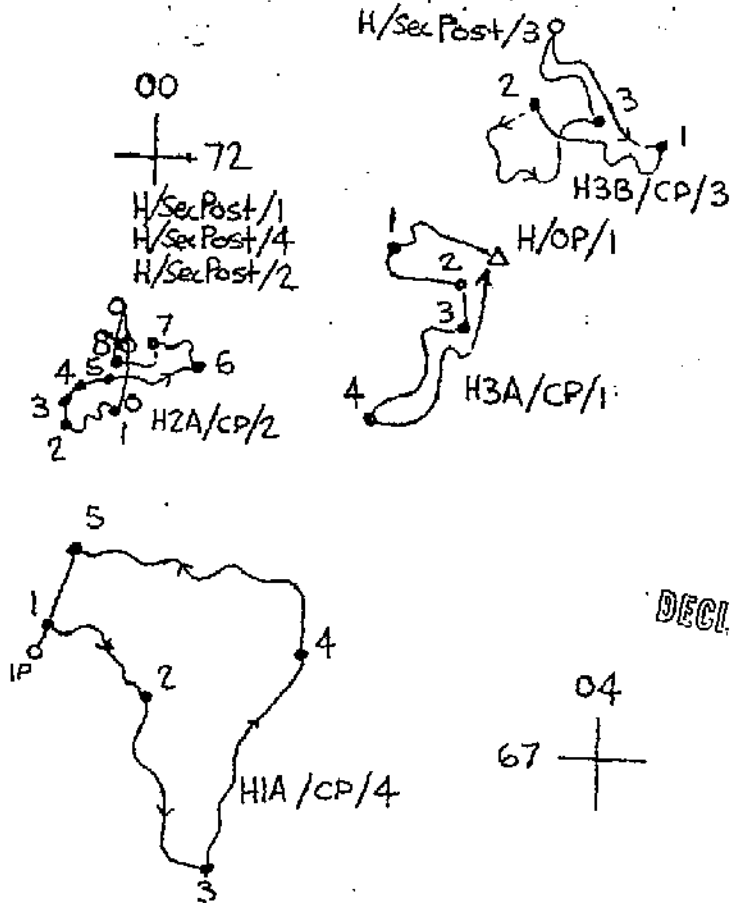 H/SecPost/3
00
2
3
72
1
H3B/CP/3
H/SecPost/1
H/SecPost/4
H/SecPost/2
1
H/OP/1
2
7
8
3
5
6
4
3
H3A/CP/1
4
H2A/CP/2
2
1
5
DECL
1
4
04
IP
2
67
H1A/CP/4
3